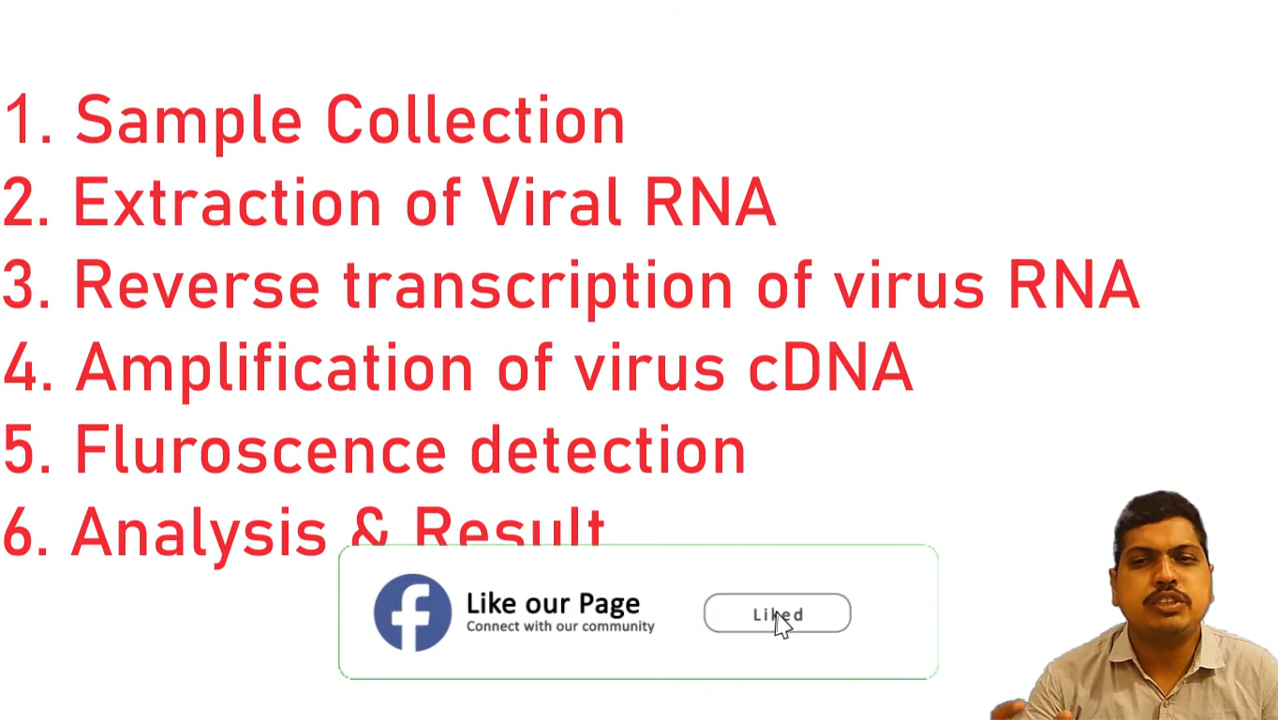 1. Sample Collection
2. Extraction of Viral RNA
3. Reverse transcription of virus RNA
4. Amplification of virus cDNA
5. Fluroscence detection
6. Analysis & Result
Like our Page
Connect with our community
Liked